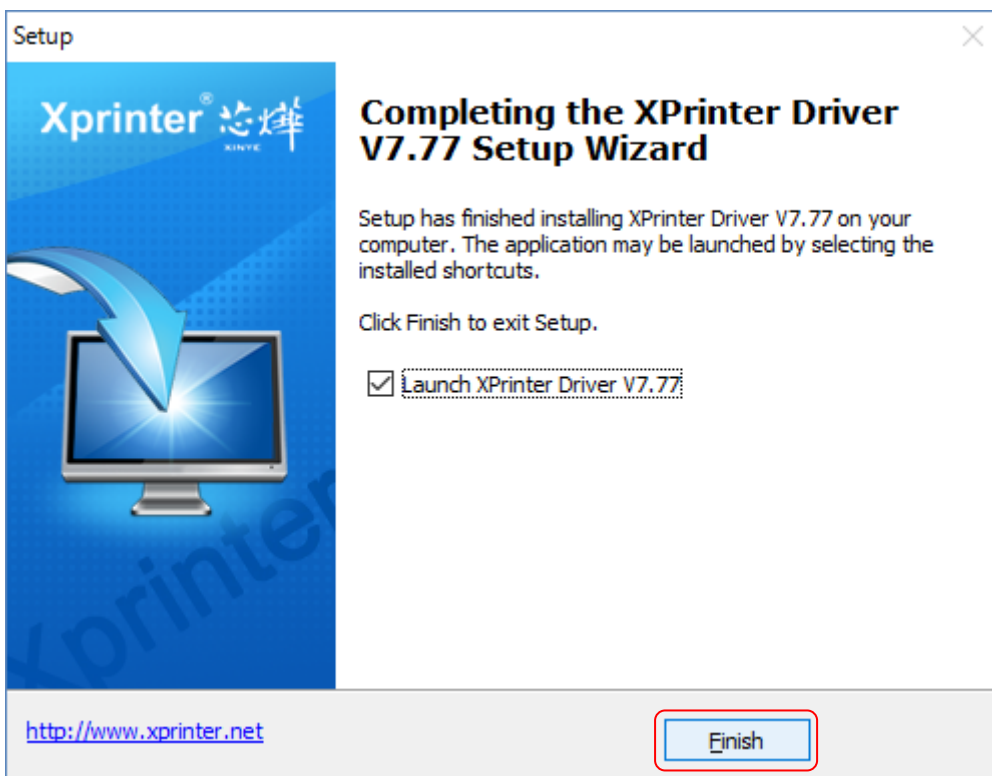 Setup
Xprinter® 芯烨
XINYE
Completing the XPrinter Driver
V7.77 Setup Wizard
Setup has finished installing XPrinter Driver V7.77 on your
computer. The application may be launched by selecting the
installed shortcuts.
Click Finish to exit Setup.
Launch XPrinter Driver V7.77
Xprinter
http://www.xprinter.net
Finish